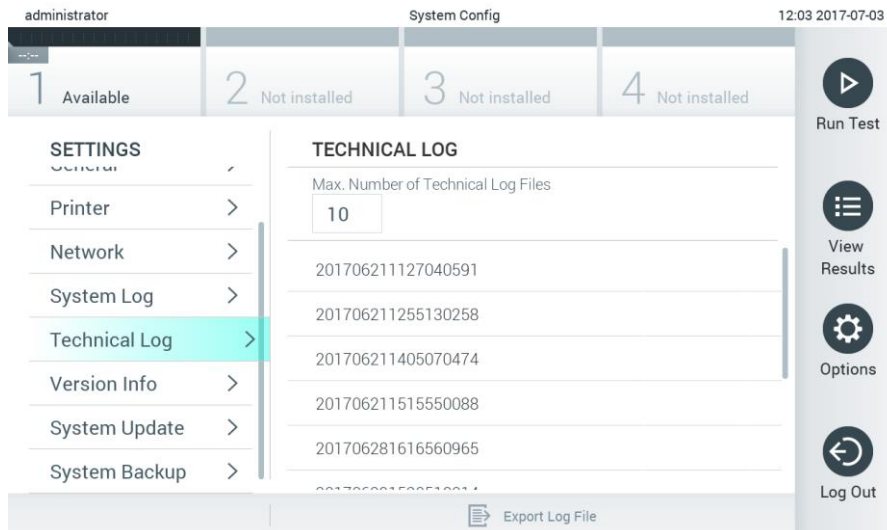 administrator System Config 12:03 2017-07-03
--:--
1 Available 2 Not installed 3 Not installed 4 Not installed
Run Test
SETTINGS
General
Printer
Network
System Log
Technical Log
Version Info
System Update
System Backup
TECHNICAL LOG
Max. Number of Technical Log Files
10
201706211127040591
201706211255130258
201706211405070474
201706211515550088
201706281616560965
Export Log File
View
Results
Options
Log Out